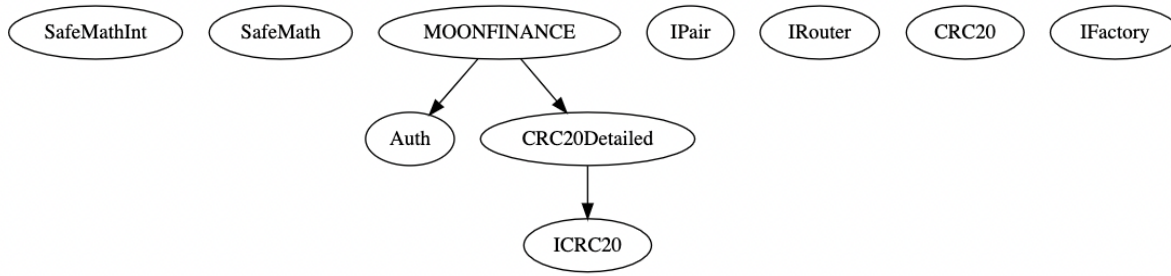 SafeMathInt
SafeMath
MOONFINANCE
IPair
IRouter
CRC20
IFactory
Auth
CRC20Detailed
ICRC20